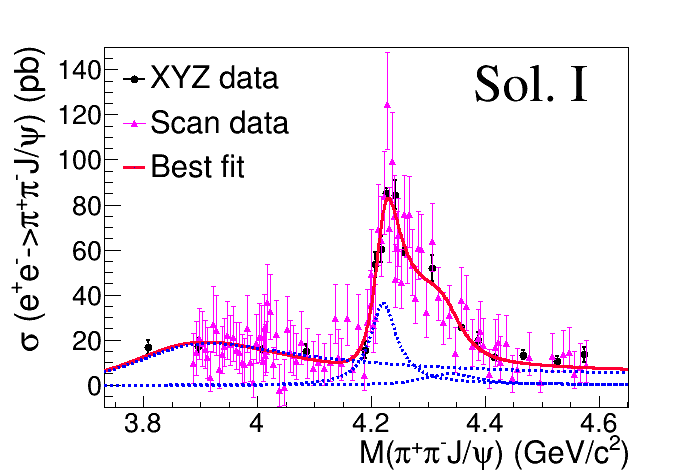 Sol. I
XYZ data
Scan data
Best fit
σ (e⁺e⁻->π⁺π⁻J/ψ) (pb)
140
120
100
80
60
40
20
0
3.8 4 4.2 4.4 4.6
M(π⁺π⁻J/ψ) (GeV/c²)